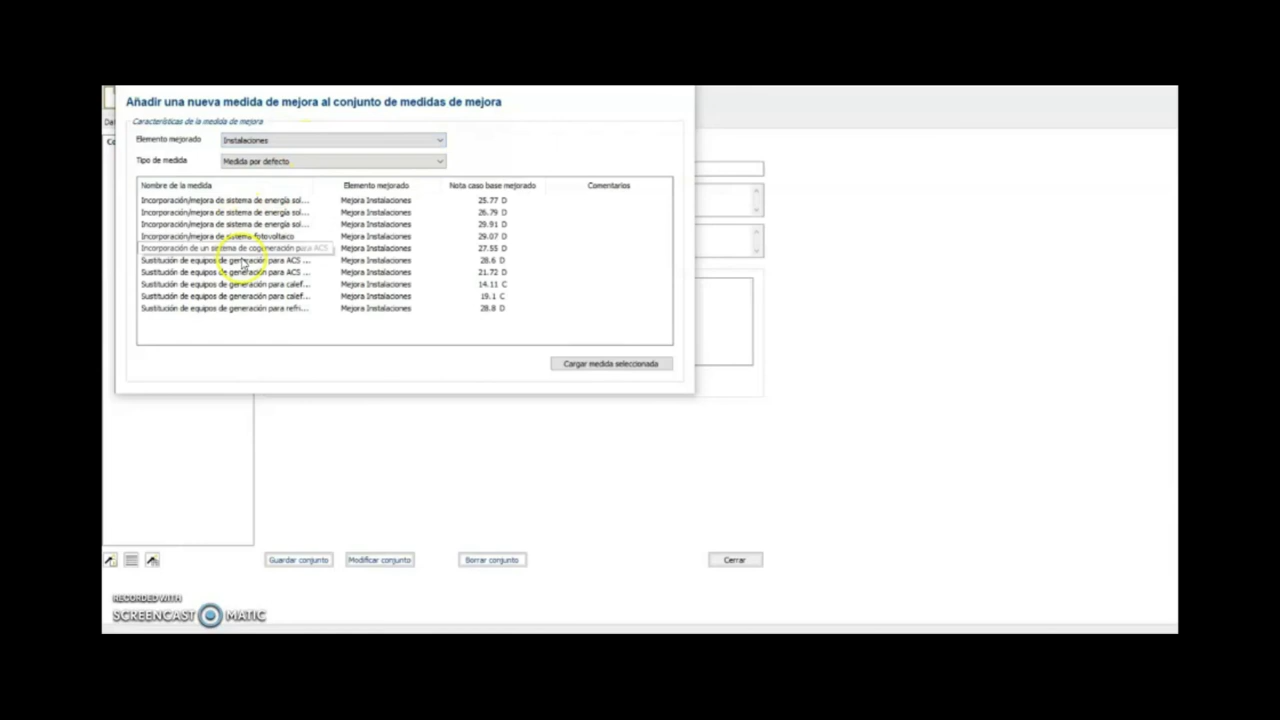 Añadir una nueva medida de mejora al conjunto de medidas de mejora
Características de la medida de mejora
Elemento mejorado Instalaciones
Tipo de medida Medida por defecto
Nombre de la medida Elemento mejorado Nota caso base mejorado Comentarios
Incorporación/mejora de sistema de energía sol... Mejora Instalaciones 25.77 D
Incorporación/mejora de sistema de energía sol... Mejora Instalaciones 26.79 D
Incorporación/mejora de sistema de energía sol... Mejora Instalaciones 29.91 D
Incorporación/mejora de sistema fotovoltaico Mejora Instalaciones 29.07 D
Incorporación de un sistema de cogeneración para ACS Mejora Instalaciones 27.55 D
Sustitución de equipos de generación para ACS ... Mejora Instalaciones 28.6 D
Sustitución de equipos de generación para ACS ... Mejora Instalaciones 21.72 D
Sustitución de equipos de generación para calef... Mejora Instalaciones 14.11 C
Sustitución de equipos de generación para calef... Mejora Instalaciones 19.1 C
Sustitución de equipos de generación para refri... Mejora Instalaciones 28.8 D
Cargar medida seleccionada
Guardar conjunto Modificar conjunto Borrar conjunto Cerrar
RECORDED WITH
SCREENCAST MATIC